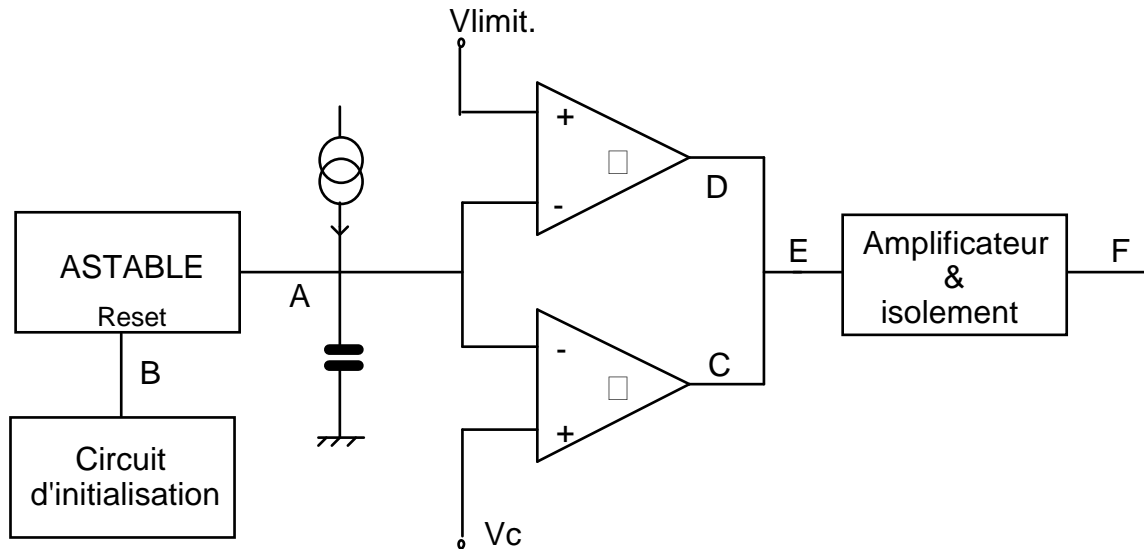 Vlimit.
+
-
D
ASTABLE
Reset
A
B
E
Amplificateur
&
isolement
F
-
+
C
Circuit
d'initialisation
Vc